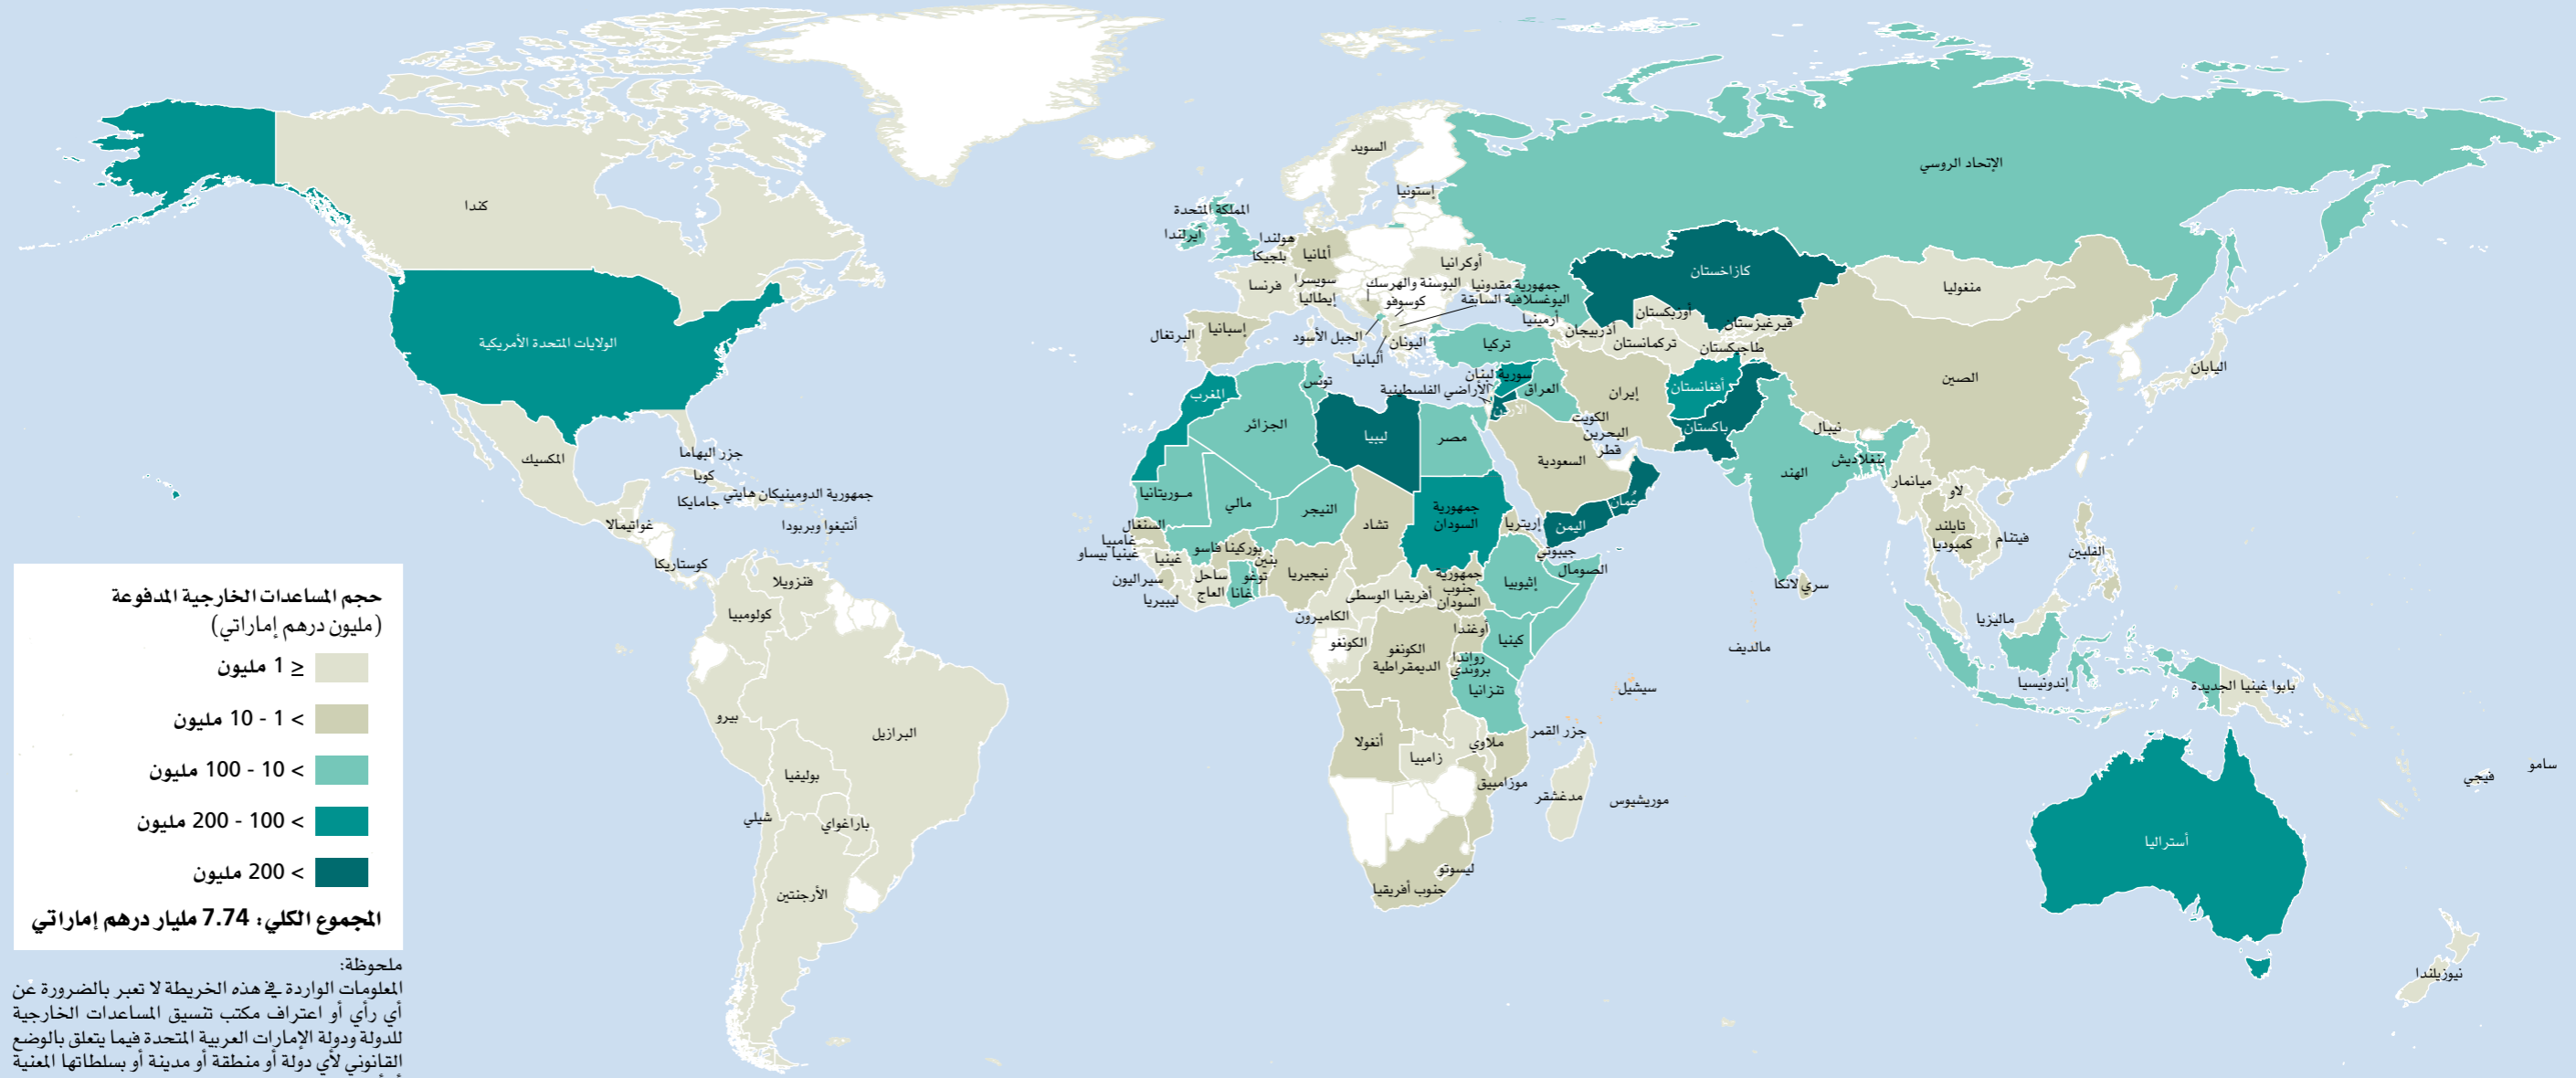 كندا
الولايات المتحدة الأمريكية
المكسيك
جزر البهاما
كوبا
جمهورية الدومينيكان
هايتي
جامايكا
أنتيغوا وبربودا
غواتيمالا
كوستاريكا
فنزويلا
كولومبيا
بيرو
البرازيل
بوليفيا
شيلي
باراغواي
الأرجنتين
السويد
إستونيا
المملكة المتحدة
ايرلندا
هولندا
بلجيكا
ألمانيا
أوكرانيا
فرنسا
سويسرا
إيطاليا
البوسنة والهرسك
كوسوفو
جمهورية مقدونيا
اليوغسلافية السابقة
إسبانيا
البرتغال
الجبل الأسود
ألبانيا
اليونان
تركيا
أرمينيا
أذربيجان
الإتحاد الروسي
كازاخستان
أوربكستان
قيرغيزستان
تركمانستان
طاجيكستان
منغوليا
الصين
اليابان
المغرب
الجزائر
تونس
ليبيا
مصر
سورية
لبنان
الأراضي الفلسطينية
الأردن
العراق
إيران
أفغانستان
باكستان
الكويت
البحرين
قطر
السعودية
عُمان
اليمن
نيبال
بنغلاديش
الهند
ميانمار
لاو
تايلند
كمبوديا
فيتنام
الفلبين
سري لانكا
ماليزيا
مالديف
إندونيسيا
بابوا غينيا الجديدة
موريتانيا
مالي
النيجر
تشاد
جمهورية
السودان
إريتريا
جيبوتي
الصومال
إثيوبيا
السنغال
غامبيا
غينيا بيساو
غينيا
سيراليون
ليبيريا
بوركينا فاسو
ساحل
العاج
غانا
توغو
بنين
نيجيريا
الكاميرون
أفريقيا الوسطى
جمهورية
جنوب
السودان
الكونغو
الكونغو
الديمقراطية
أوغندا
كينيا
رواندا
بروندي
تنزانيا
سيشيل
جزر القمر
أنغولا
زامبيا
ملاوي
موزامبيق
مدغشقر
موريشيوس
ليسوتو
جنوب أفريقيا
أستراليا
نيوزيلندا
فيجي
سامو
حجم المساعدات الخارجية المدفوعة
(مليون درهم إماراتي)
≤ 1 مليون
> 1 - 10 مليون
> 10 - 100 مليون
> 100 - 200 مليون
> 200 مليون
المجموع الكلي: 7.74 مليار درهم إماراتي
ملحوظة:
المعلومات الواردة في هذه الخريطة لا تعبر بالضرورة عن
أي رأي أو اعتراف مكتب تنسيق المساعدات الخارجية
للدولة ودولة الإمارات العربية المتحدة فيما يتعلق بالوضع
القانوني لأي دولة أو منطقة أو مدينة أو بسلطاتها المعنية